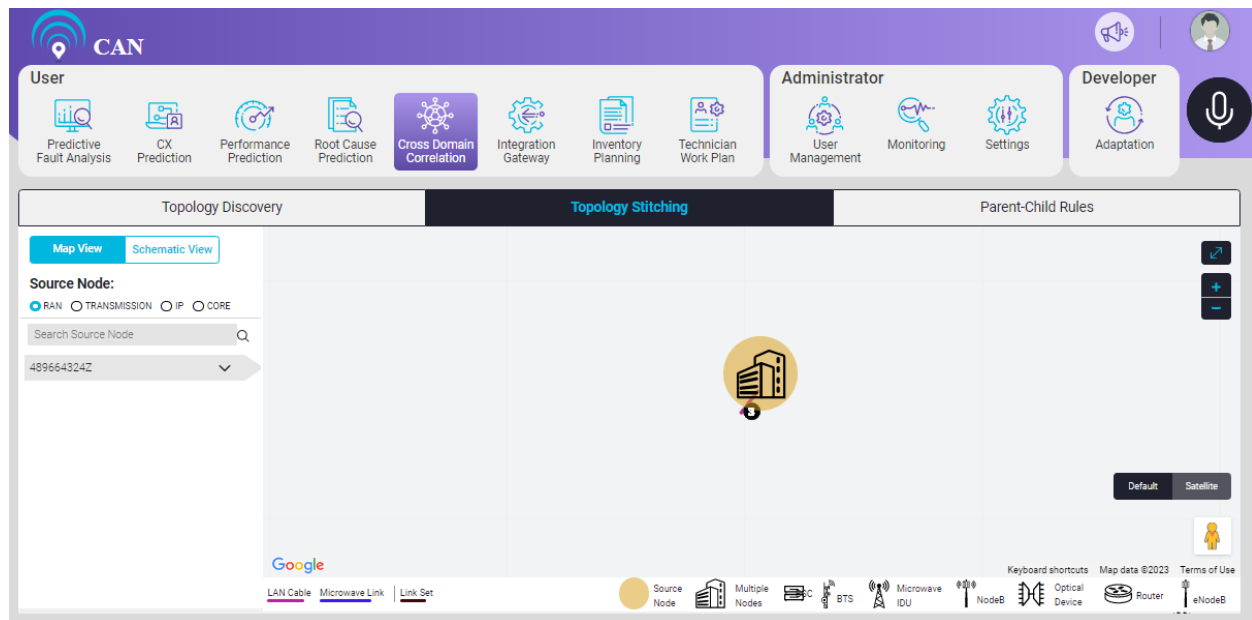 CAN
User
Administrator
Developer
Predictive
Fault Analysis
CX
Prediction
Performance
Prediction
Root Cause
Prediction
Cross Domain
Correlation
Integration
Gateway
Inventory
Planning
Technician
Work Plan
User
Management
Monitoring
Settings
Adaptation
Topology Discovery
Topology Stitching
Parent-Child Rules
Map View
Schematic View
Source Node:
RAN TRANSMISSION IP CORE
Search Source Node
489664324Z
3
+
−
Default
Satellite
Google
Keyboard shortcuts
Map data ©2023
Terms of Use
LAN Cable
Microwave Link
Link Set
Source
Node
Multiple
Nodes
BTS
Microwave
IDU
NodeB
Optical
Device
Router
eNodeB